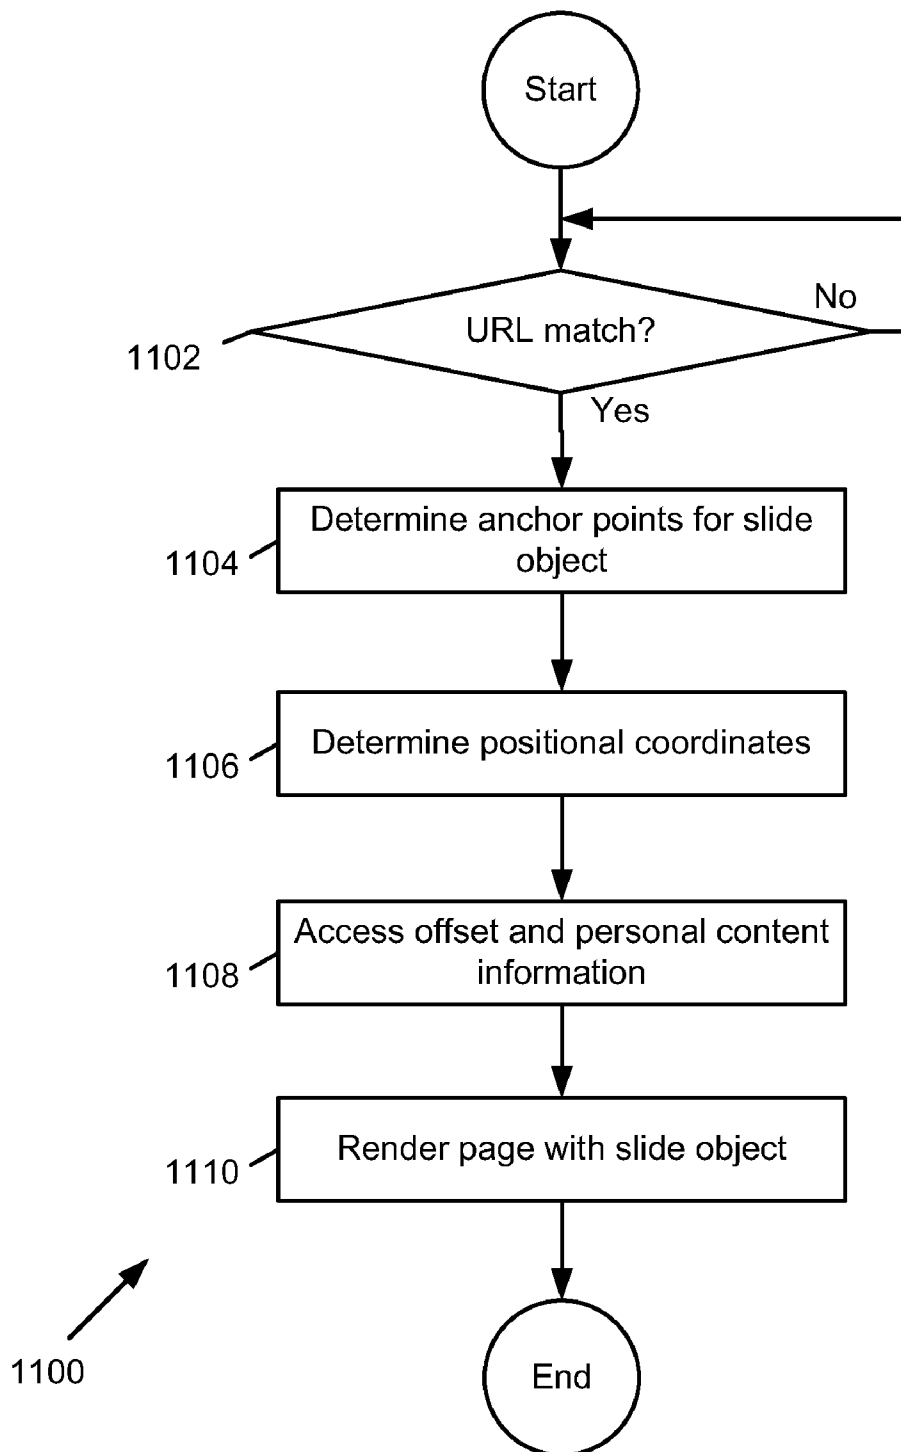 Start
No
URL match?
1102
Yes
Determine anchor points for slide
object
1104
Determine positional coordinates
1106
Access offset and personal content
information
1108
Render page with slide object
1110
1100
End